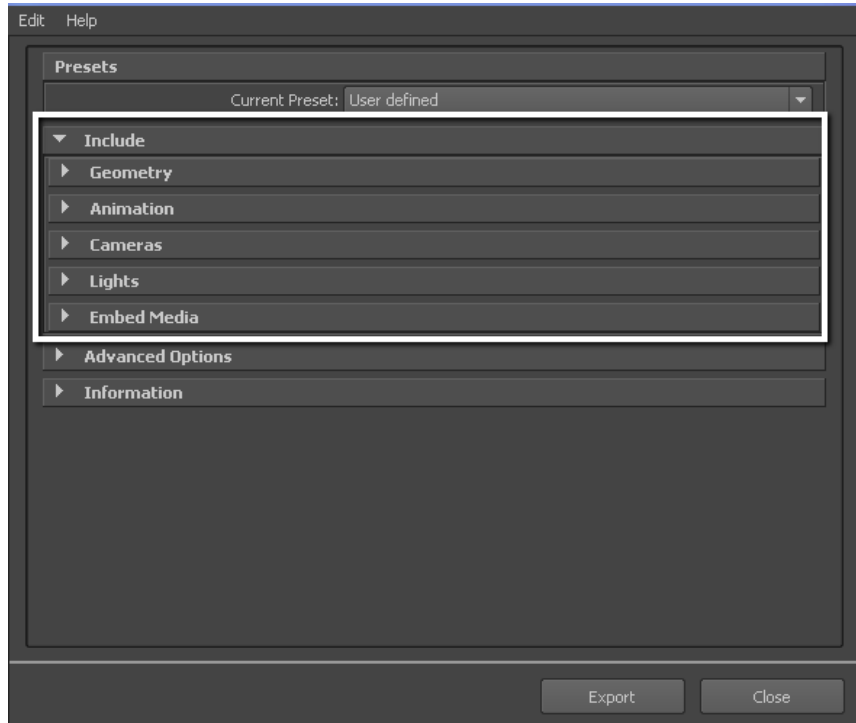 Edit Help
Presets
Current Preset: User defined
Include
Geometry
Animation
Cameras
Lights
Embed Media
Advanced Options
Information
Export Close